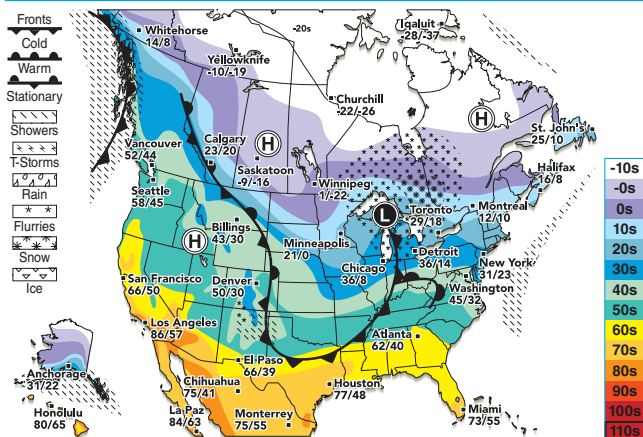 Fronts
Cold
Warm
Stationary
Showers
T-Storms
Rain
Flurries
Snow
Ice
-20s
Iqaluit
-28/-37
Whitehorse
14/8
Yellowknife
-10/-19
Churchill
-22/-26
H
St. John's
25/10
Vancouver
52/44
Calgary
23/20
H
Saskatoon
-9/-16
Winnipeg
1/-22
Halifax
16/8
Seattle
58/45
L
Toronto
29/18
Montreal
12/10
Billings
43/30
H
Minneapolis
21/0
Detroit
36/14
New York
31/23
Chicago
36/8
San Francisco
66/50
Denver
50/30
Washington
45/32
Los Angeles
86/57
Atlanta
62/40
El Paso
66/39
Anchorage
31/22
Chihuahua
75/41
Houston
77/48
Honolulu
80/65
La Paz
84/63
Monterrey
75/55
Miami
73/55
-10s
-0s
0s
10s
20s
30s
40s
50s
60s
70s
80s
90s
100s
110s